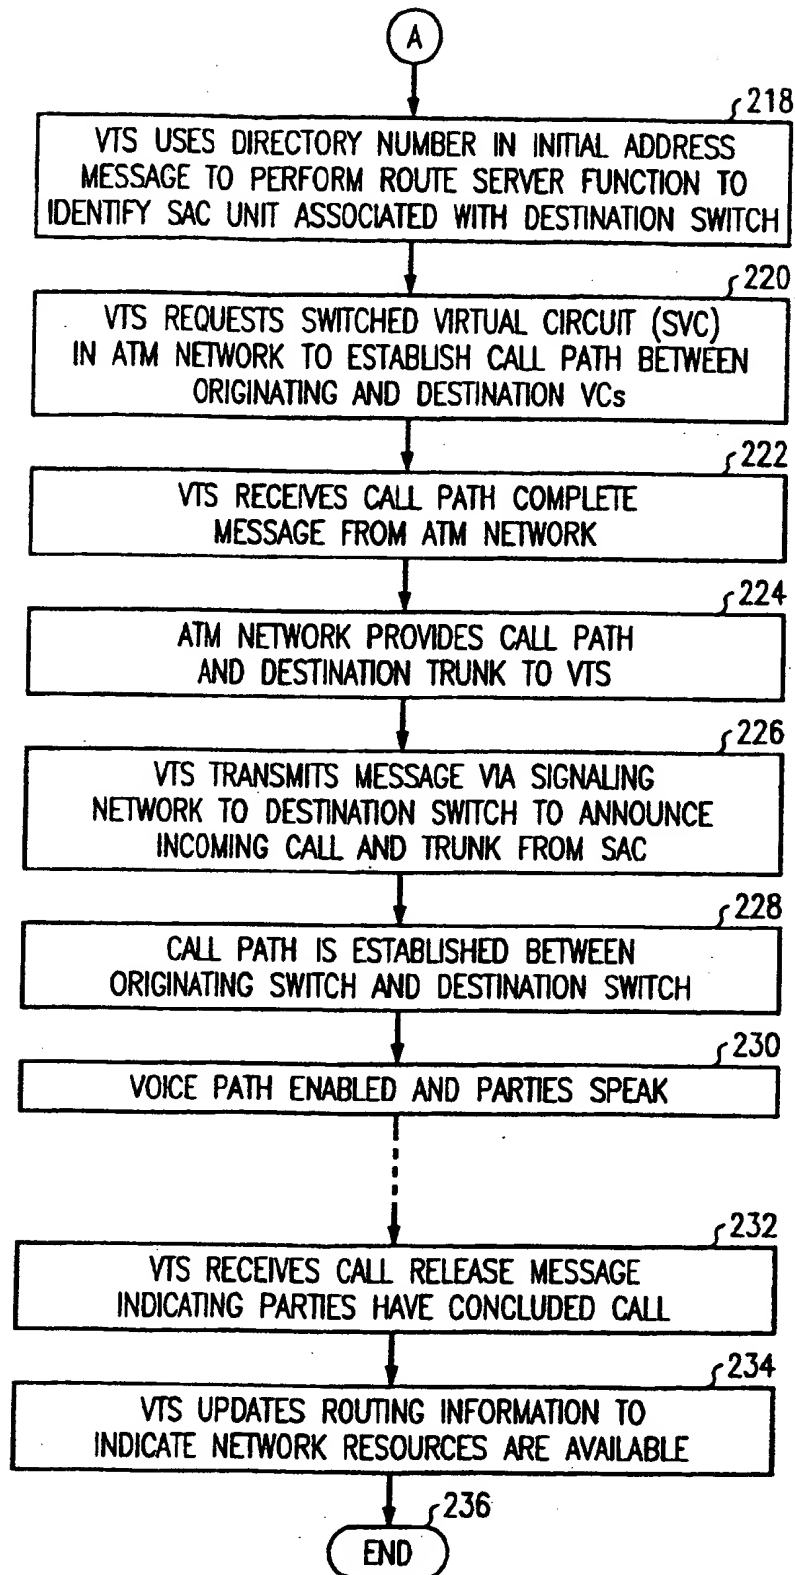 A
218
VTS USES DIRECTORY NUMBER IN INITIAL ADDRESS
MESSAGE TO PERFORM ROUTE SERVER FUNCTION TO
IDENTIFY SAC UNIT ASSOCIATED WITH DESTINATION SWITCH
220
VTS REQUESTS SWITCHED VIRTUAL CIRCUIT (SVC)
IN ATM NETWORK TO ESTABLISH CALL PATH BETWEEN
ORIGINATING AND DESTINATION VCs
222
VTS RECEIVES CALL PATH COMPLETE
MESSAGE FROM ATM NETWORK
224
ATM NETWORK PROVIDES CALL PATH
AND DESTINATION TRUNK TO VTS
226
VTS TRANSMITS MESSAGE VIA SIGNALING
NETWORK TO DESTINATION SWITCH TO ANNOUNCE
INCOMING CALL AND TRUNK FROM SAC
228
CALL PATH IS ESTABLISHED BETWEEN
ORIGINATING SWITCH AND DESTINATION SWITCH
230
VOICE PATH ENABLED AND PARTIES SPEAK
232
VTS RECEIVES CALL RELEASE MESSAGE
INDICATING PARTIES HAVE CONCLUDED CALL
234
VTS UPDATES ROUTING INFORMATION TO
INDICATE NETWORK RESOURCES ARE AVAILABLE
236
END